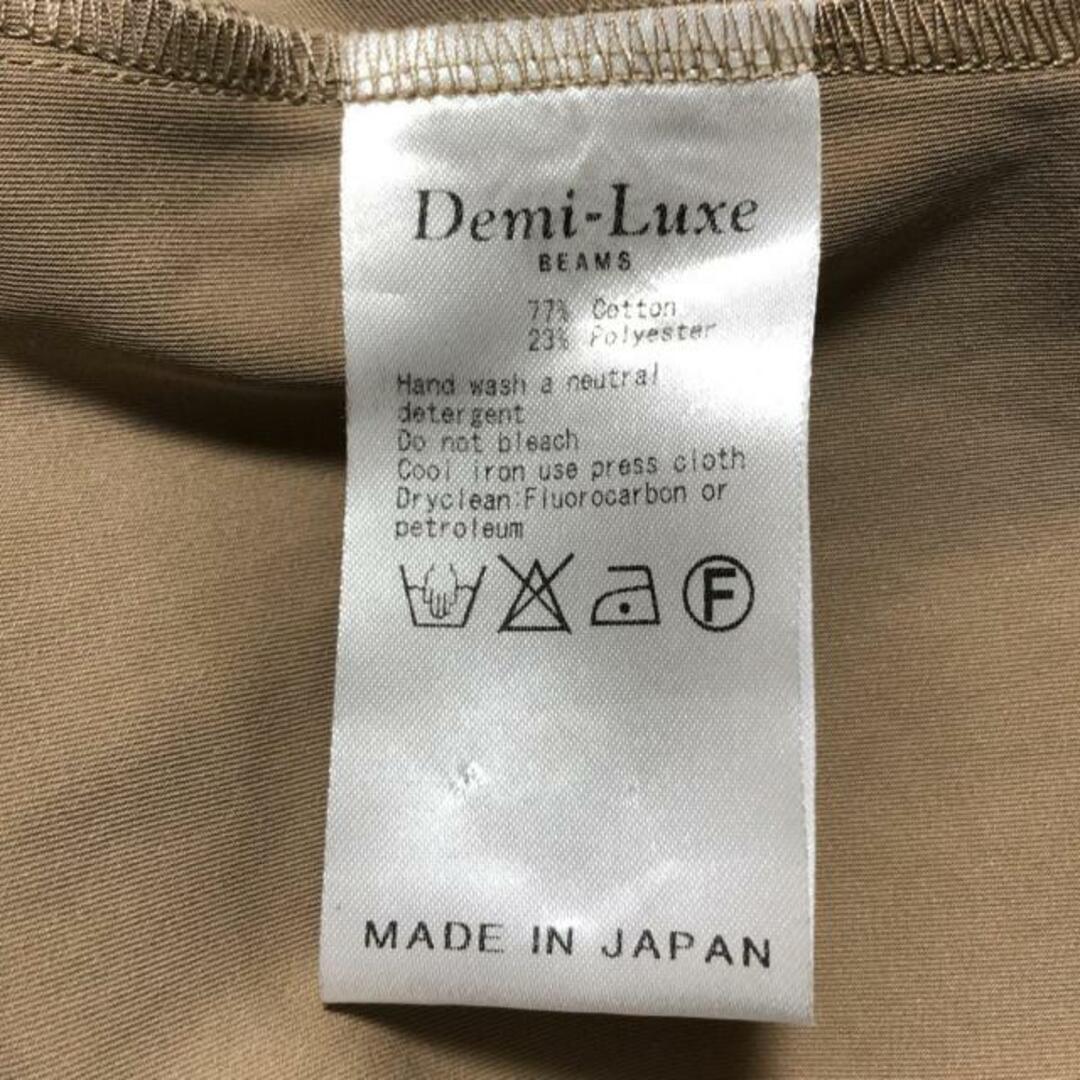 Demi-Luxe
BEAMS
77% Cotton
23% Polyester
Hand wash a neutral
detergent
Do not bleach
Cool iron use press cloth
Dryclean:Fluorocarbon or
petroleum
F
MADE IN JAPAN